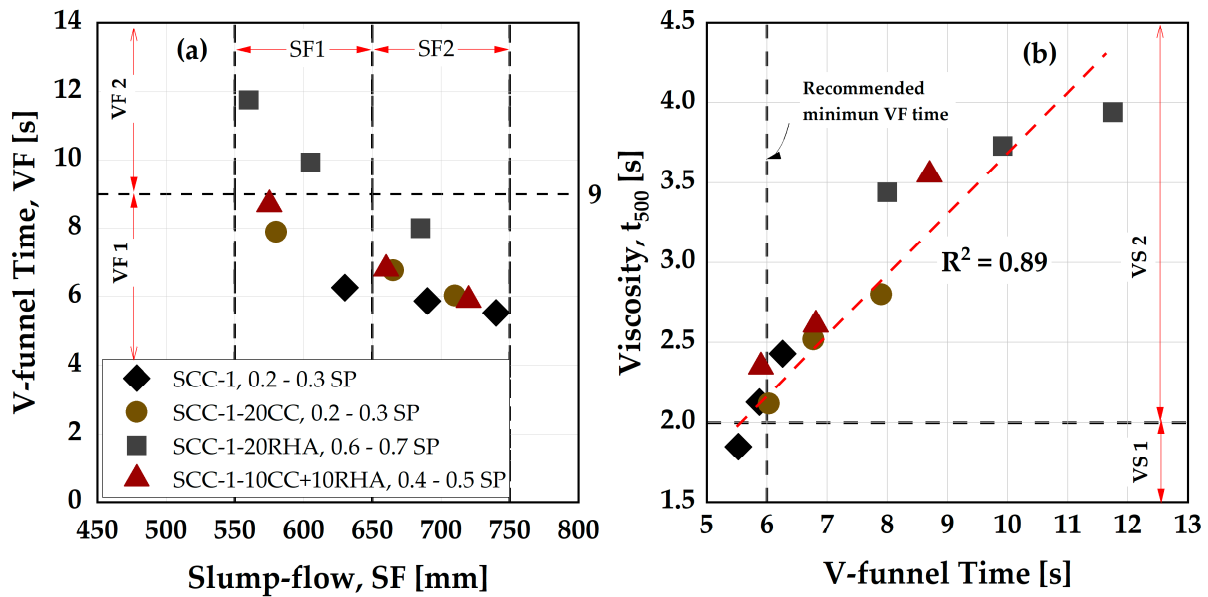 (a)
SF1
SF2
VF 2
VF 1
14
12
10
8
6
4
2
0
9
V-funnel Time, VF [s]
SCC-1, 0.2 - 0.3 SP
SCC-1-20CC, 0.2 - 0.3 SP
SCC-1-20RHA, 0.6 - 0.7 SP
SCC-1-10CC+10RHA, 0.4 - 0.5 SP
450 500 550 600 650 700 750 800
Slump-flow, SF [mm]
(b)
Recommended
minimun VF time
R² = 0.89
VS 2
VS 1
4.5
4.0
3.5
3.0
2.5
2.0
1.5
Viscosity, t₅₀₀ [s]
5 6 7 8 9 10 11 12 13
V-funnel Time [s]